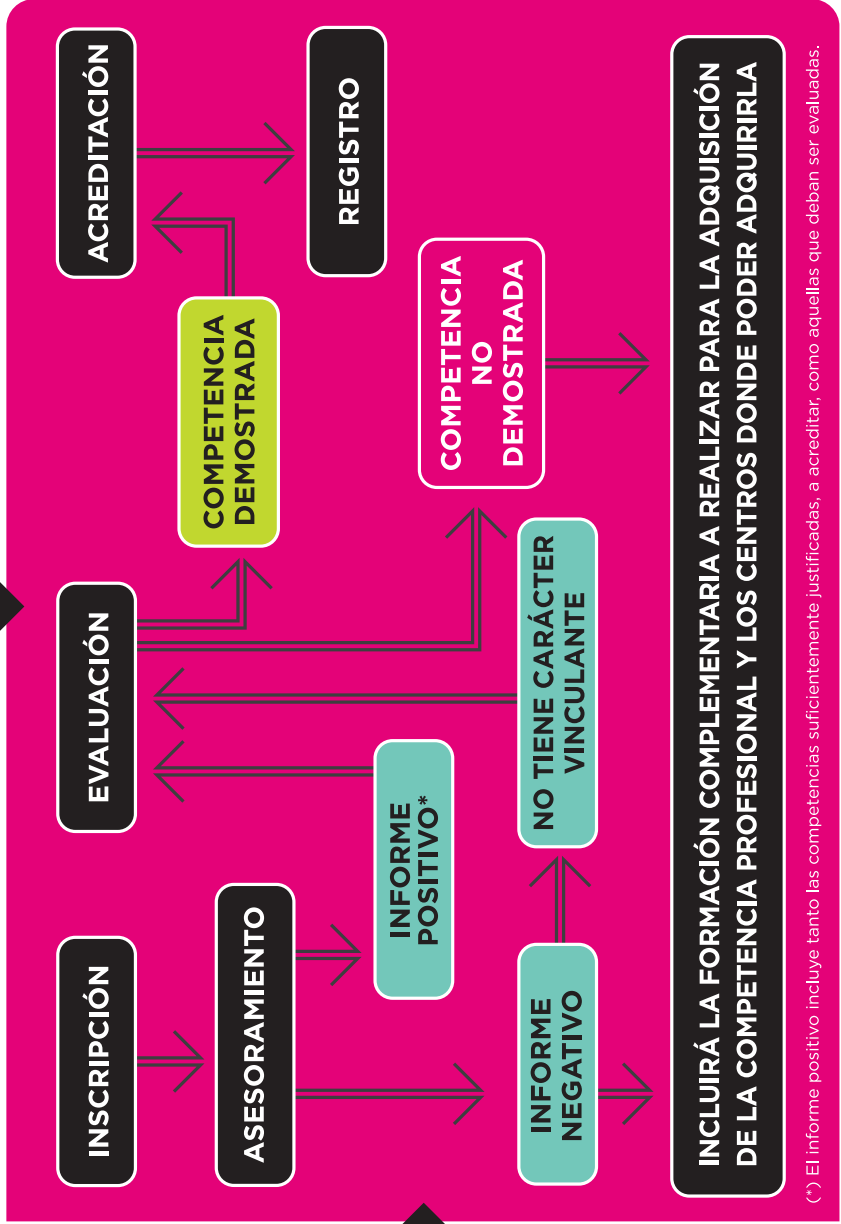 INSCRIPCIÓN
EVALUACIÓN
ACREDITACIÓN
ASESORAMIENTO
COMPETENCIA
DEMOSTRADA
REGISTRO
INFORME
POSITIVO*
COMPETENCIA
NO
DEMOSTRADA
INFORME
NEGATIVO
NO TIENE CARÁCTER
VINCULANTE
INCLUIRÁ LA FORMACIÓN COMPLEMENTARIA A REALIZAR PARA LA ADQUISICIÓN
DE LA COMPETENCIA PROFESIONAL Y LOS CENTROS DONDE PODER ADQUIRIRLA
(*) El informe positivo incluye tanto las competencias suficientemente justificadas, a acreditar, como aquellas que deban ser evaluadas.